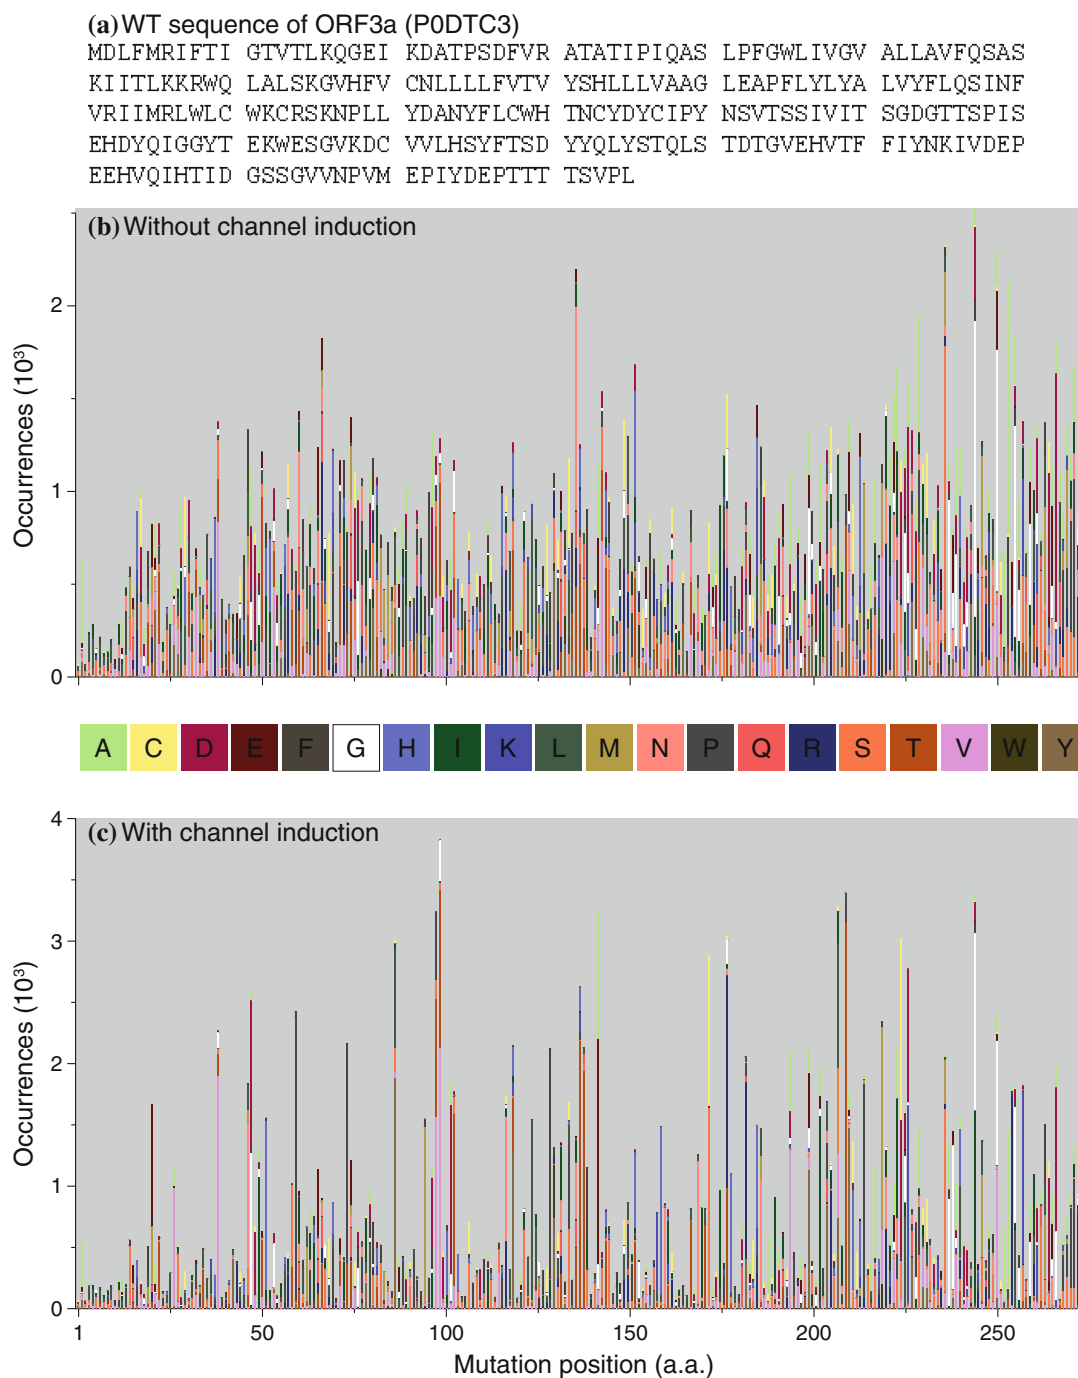 (a) WT sequence of ORF3a (P0DTC3)
MDLFMRIFTI GTVTLKQGEI KDATPSDFVR ATATIPIQAS LPFGWLIVGV ALLAVFQSAS
KIITLKKRWQ LALSKGVHFV CNLLLLFVTV YSHLLLVAAG LEAPFLYLYA LVYFLQSINF
VRIIMRLWLC WKCRSKNPLL YDANYFLCWH TNCYDYCIPY NSVTSSIVIT SGDGTTSPIS
EHDYQIGGYT EKWESGVKDC VVLHSYFTSD YYQLYSTQLS TDTGVEHVTF FIYNKIVDEP
EEHVQIHTID GSSGVVNPVM EPIYDEPTTT TSVPL
(b) Without channel induction
Occurrences (10³)
2
1
0
A C D E F G H I K L M N P Q R S T V W Y
(c) With channel induction
Occurrences (10³)
4
3
2
1
0
1 50 100 150 200 250
Mutation position (a.a.)